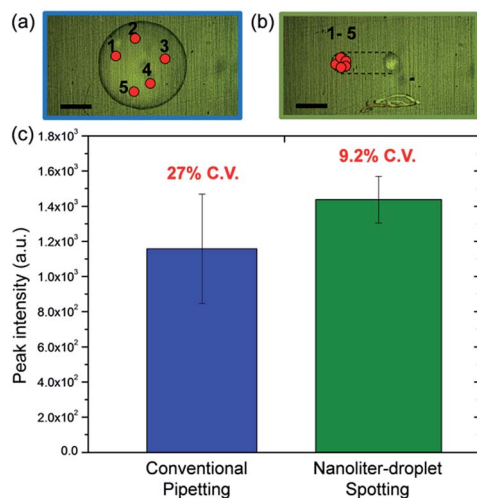 (a)
2
1
3
4
5
(b)
1- 5
(c)
1.8x10³
1.6x10³
1.4x10³
1.2x10³
1.0x10³
8.0x10²
6.0x10²
4.0x10²
2.0x10²
0.0
Peak intensity (a.u.)
27% C.V.
9.2% C.V.
Conventional
Pipetting
Nanoliter-droplet
Spotting